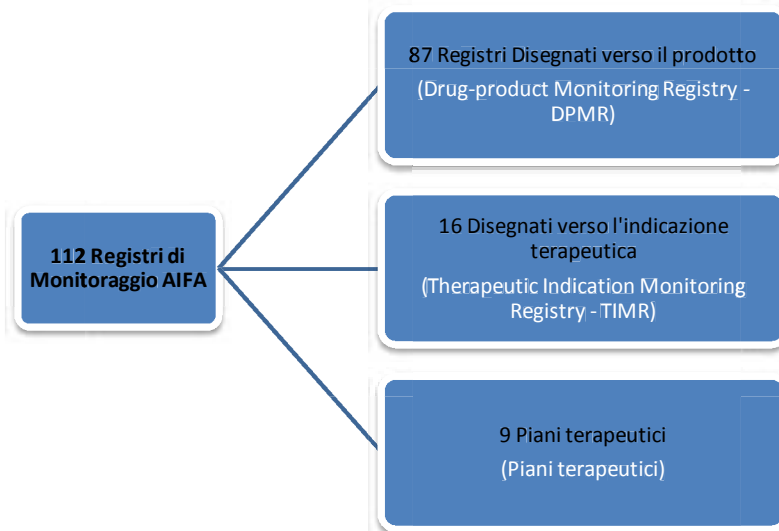 87 Registri Disegnati verso il prodotto
(Drug-product Monitoring Registry -
DPMR)
112 Registri di
Monitoraggio AIFA
16 Disegnati verso l'indicazione
terapeutica
(Therapeutic Indication Monitoring
Registry - TIMR)
9 Piani terapeutici
(Piani terapeutici)